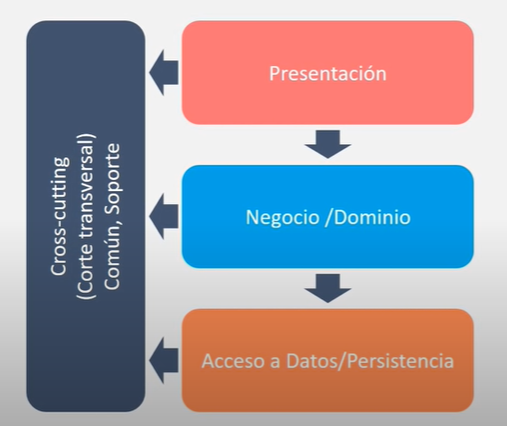 Cross-cutting
(Corte transversal)
Común, Soporte
Presentación
Negocio /Dominio
Acceso a Datos/Persistencia